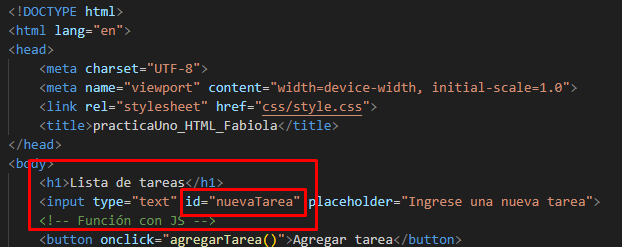 <!DOCTYPE html>
<html lang="en">
<head>
    <meta charset="UTF-8">
    <meta name="viewport" content="width=device-width, initial-scale=1.0">
    <link rel="stylesheet" href="css/style.css">
    <title>practicaUno_HTML_Fabiola</title>
</head>
<body>
    <h1>Lista de tareas</h1>
    <input type="text" id="nuevaTarea" placeholder="Ingrese una nueva tarea">
    <!-- Función con JS -->
    <button onclick="agregarTarea()">Agregar tarea</button>